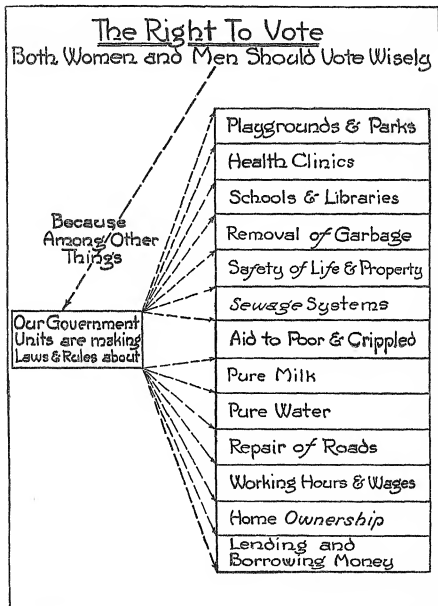 The Right To Vote
Both Women and Men Should Vote Wisely
Because
Among Other
Things
Our Government
Units are making
Laws & Rules about
Playgrounds & Parks
Health Clinics
Schools & Libraries
Removal of Garbage
Safety of Life & Property
Sewage Systems
Aid to Poor & Crippled
Pure Milk
Pure Water
Repair of Roads
Working Hours & Wages
Home Ownership
Lending and
Borrowing Money